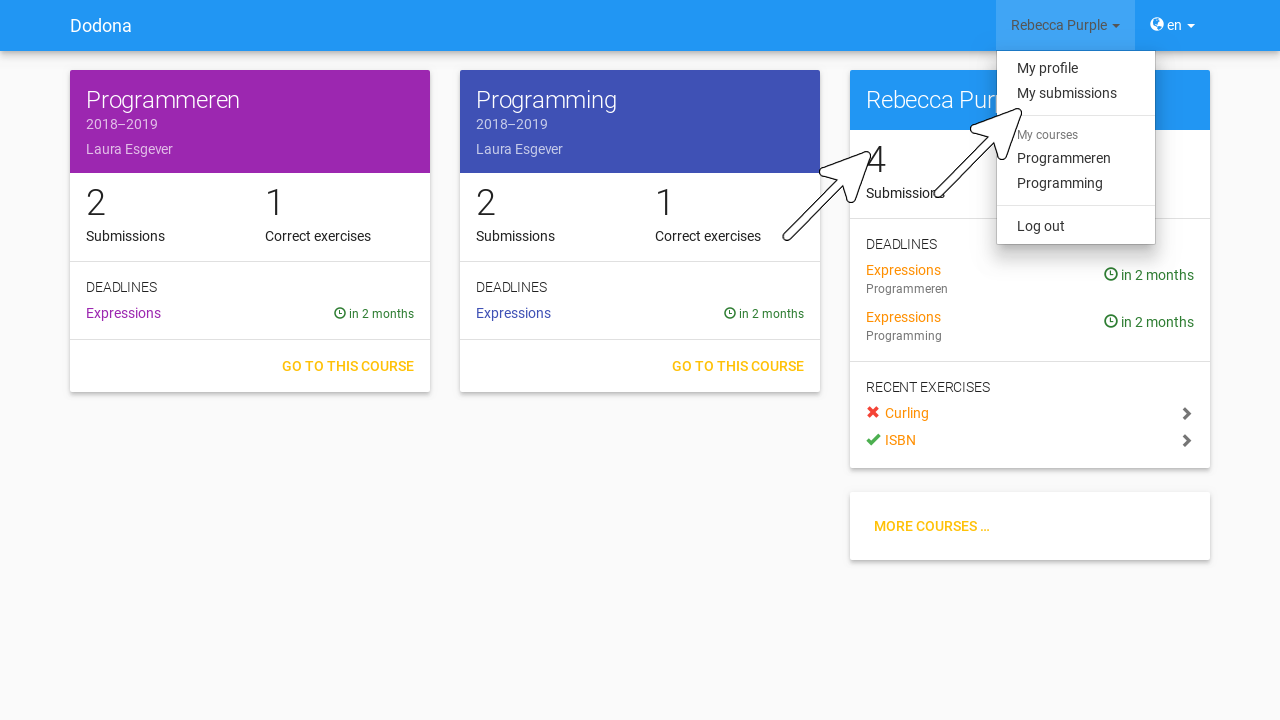 Dodona
Rebecca Purple
en
My profile
My submissions
My courses
Programmeren
Programming
Log out
Programmeren
2018–2019
Laura Esgever
2
Submissions
1
Correct exercises
DEADLINES
Expressions
in 2 months
GO TO THIS COURSE
Programming
2018–2019
Laura Esgever
2
Submissions
1
Correct exercises
DEADLINES
Expressions
in 2 months
GO TO THIS COURSE
Rebecca
4
Submissions
DEADLINES
Expressions
in 2 months
Programmeren
Expressions
in 2 months
Programming
RECENT EXERCISES
Curling
ISBN
MORE COURSES ...